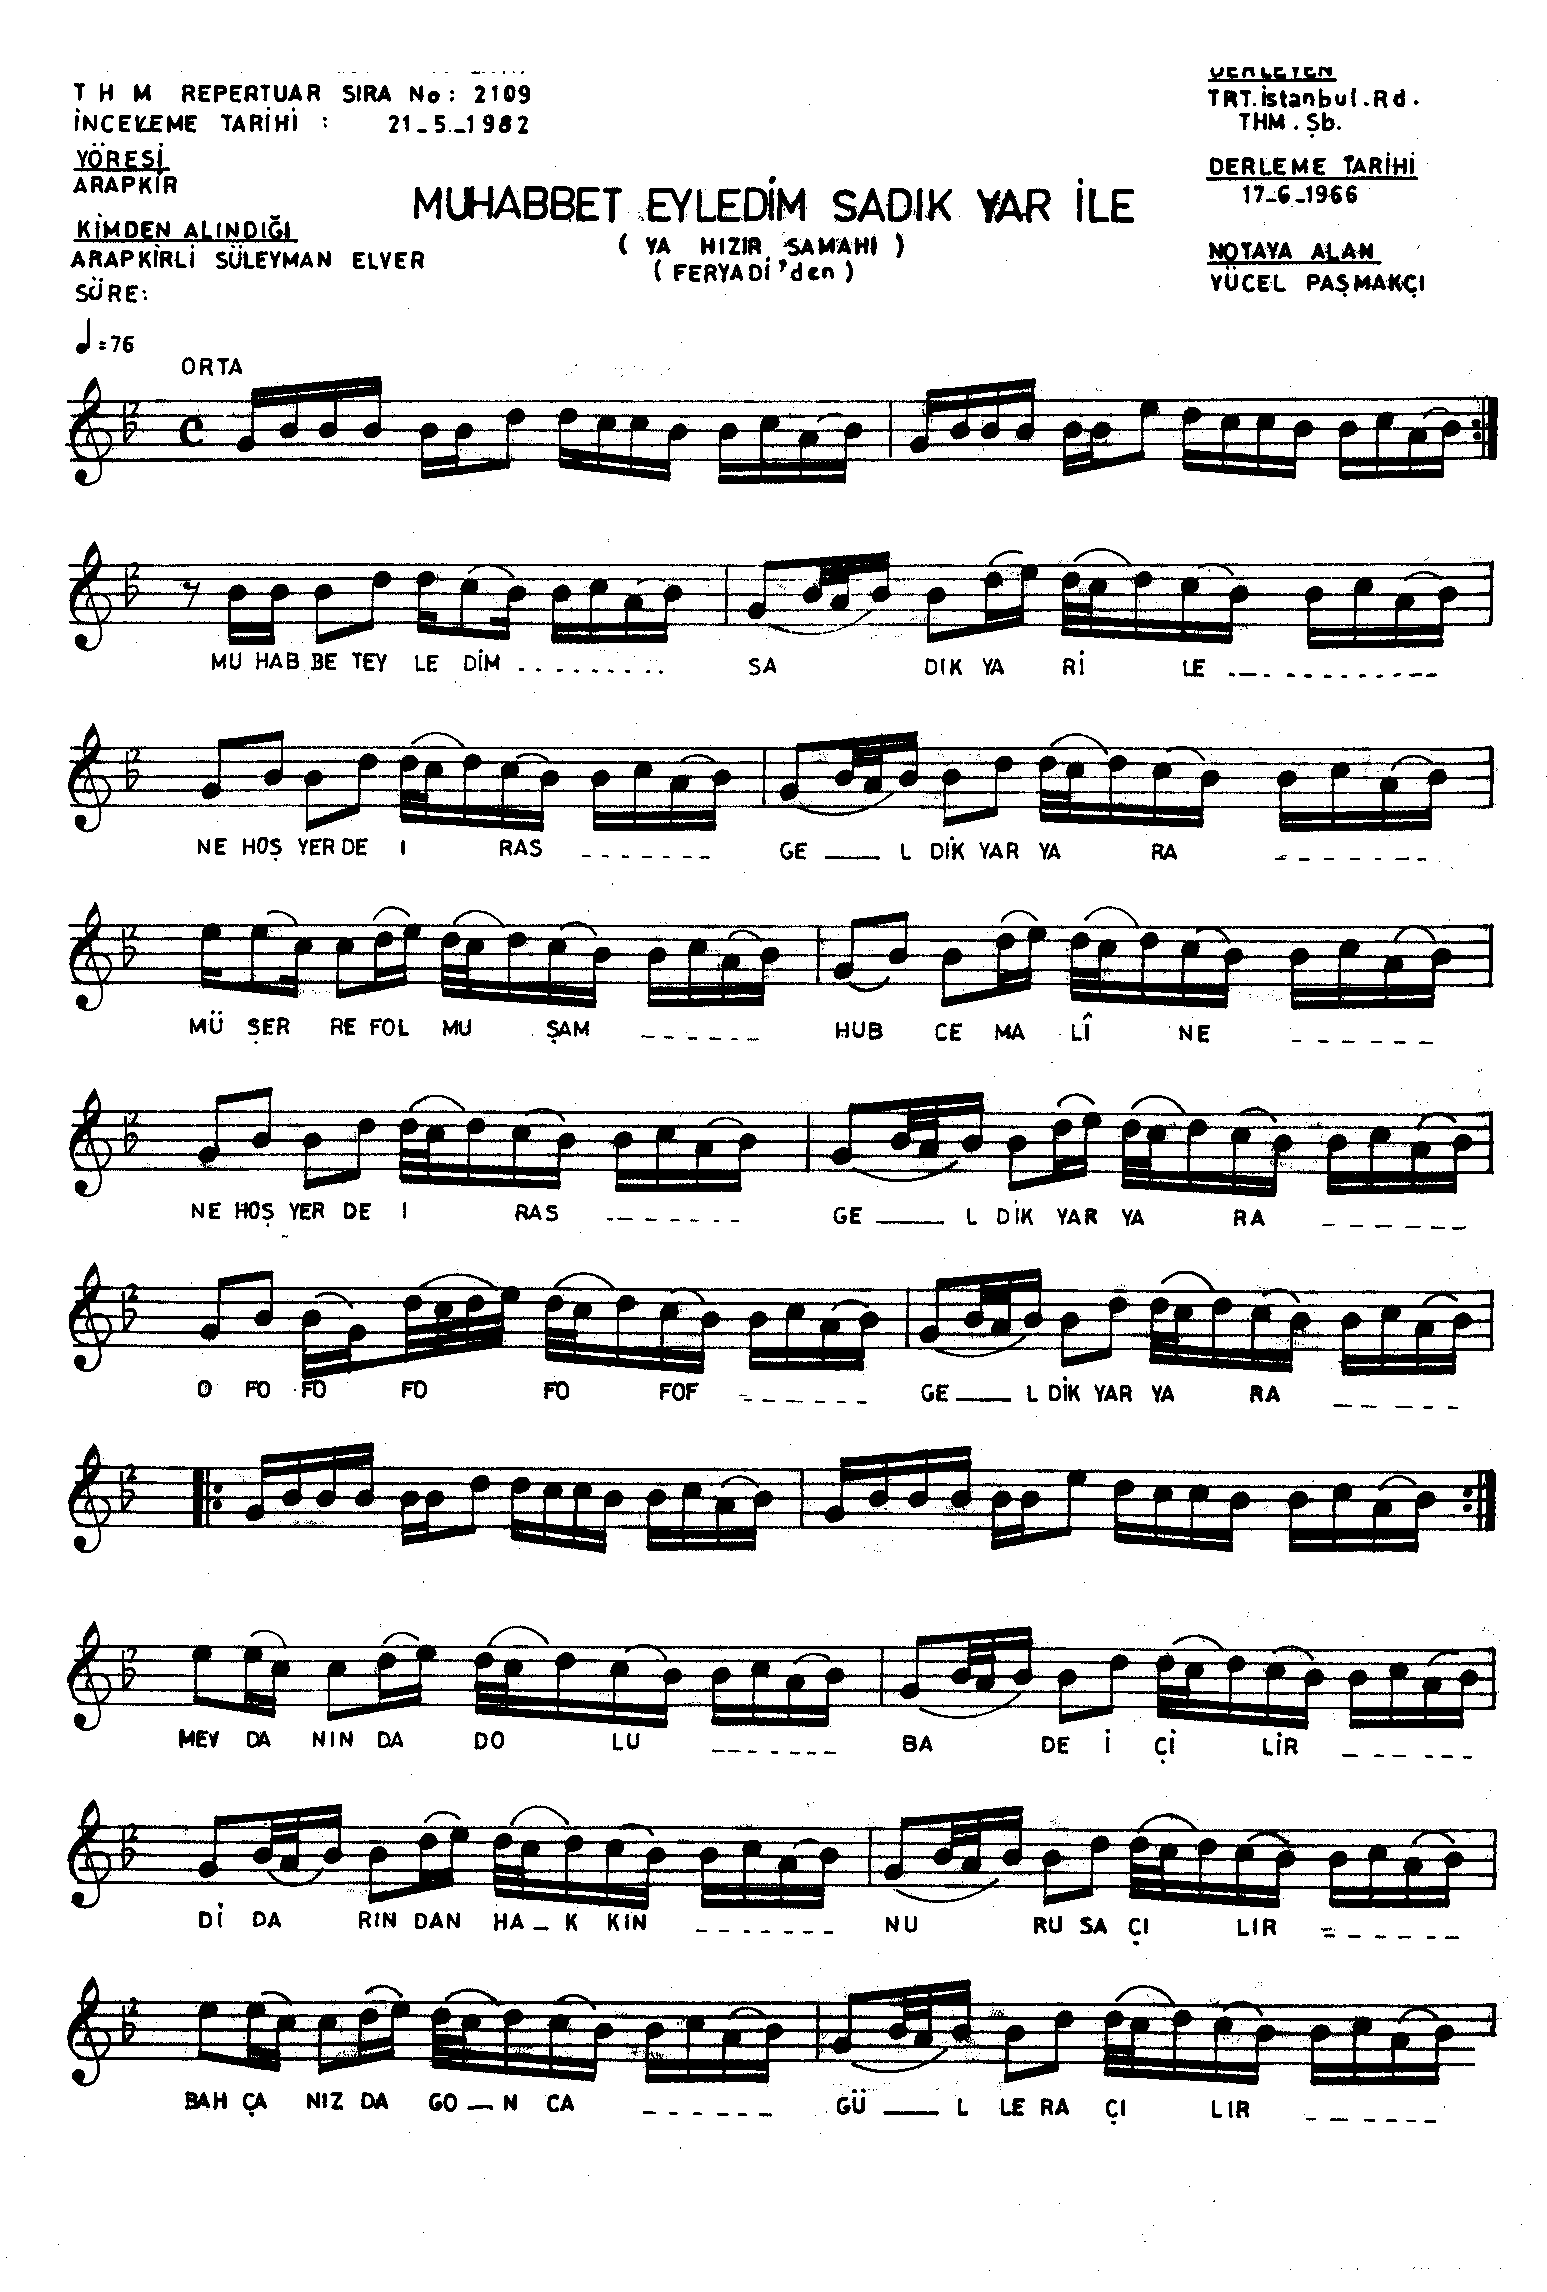 T H M REPERTUAR SIRA No: 2109
İNCELEME TARİHİ : 21_5_1982
YÖRESİ
ARAPKİR
KİMDEN ALINDIĞI
ARAPKİRLİ SÜLEYMAN ELVER
SÜRE:
MUHABBET EYLEDİM SADIK YAR İLE
( YA HIZIR SAMAHI )
( FERYADİ'den )
DERLEYEN
TRT.İstanbul.Rd.
THM.Şb.
DERLEME TARİHİ
17_6_1966
NOTAYA ALAN
YÜCEL PAŞMAKÇI
=76
ORTA
MU HAB BE TEY LE DİM ......... SA DIK YA Rİ LE _._._._._._._
NE HOŞ YER DE I RAS _ _ _ _ _ _ GE ___ L DİK YAR YA RA _ _ _ _ _ _
MÜ ŞER RE FOL MU ŞAM _ _ _ _ _ _ HUB CE MA LÎ NE _ _ _ _ _ _
NE HOŞ YER DE I RAS _ _ _ _ _ _ GE ___ L DİK YAR YA RA _ _ _ _ _ _
O FO FO FO FO FOF _ _ _ _ _ _ GE ___ L DİK YAR YA RA _ _ _ _ _
MEY DA NIN DA DO LU _ _ _ _ _ _ BA DE İ Çİ LİR _ _ _ _ _
Dİ DA RIN DAN HA _ K KIN _ _ _ _ _ _ NU RU SA ÇI LIR _ _ _ _ _ _
BAH ÇA NIZ DA GO _ N CA _ _ _ _ _ _ GÜ ___ L LE RA ÇI LIR _ _ _ _ _ _